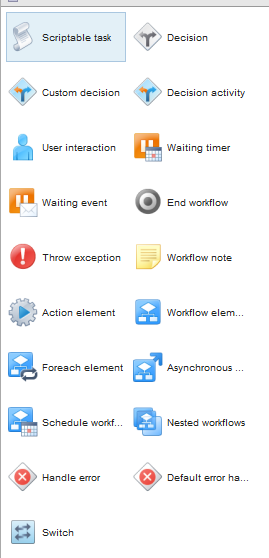 Scriptable task
Decision
Custom decision
Decision activity
User interaction
Waiting timer
Waiting event
End workflow
Throw exception
Workflow note
Action element
Workflow elem...
Foreach element
Asynchronous ...
Schedule workf...
Nested workflows
Handle error
Default error ha...
Switch